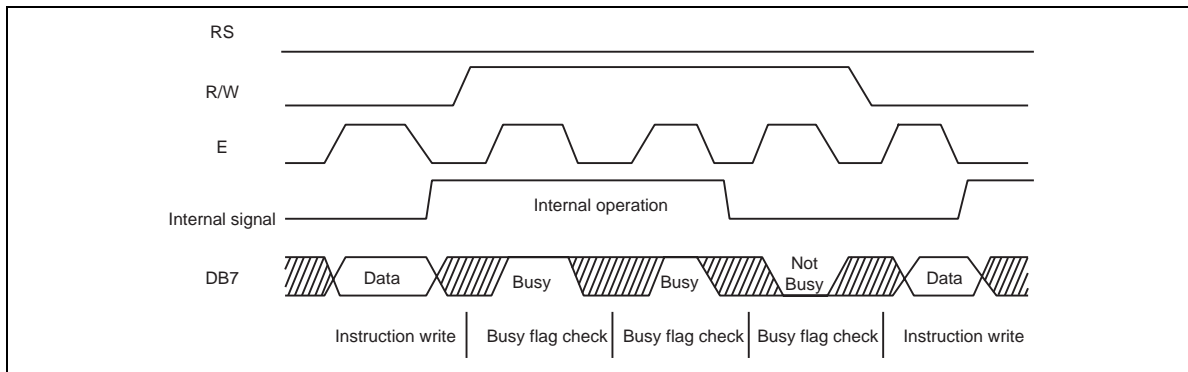 RS
R/W
E
Internal signal
Internal operation
DB7
Data
Busy
Busy
Not
Busy
Data
Instruction write
Busy flag check
Busy flag check
Busy flag check
Instruction write